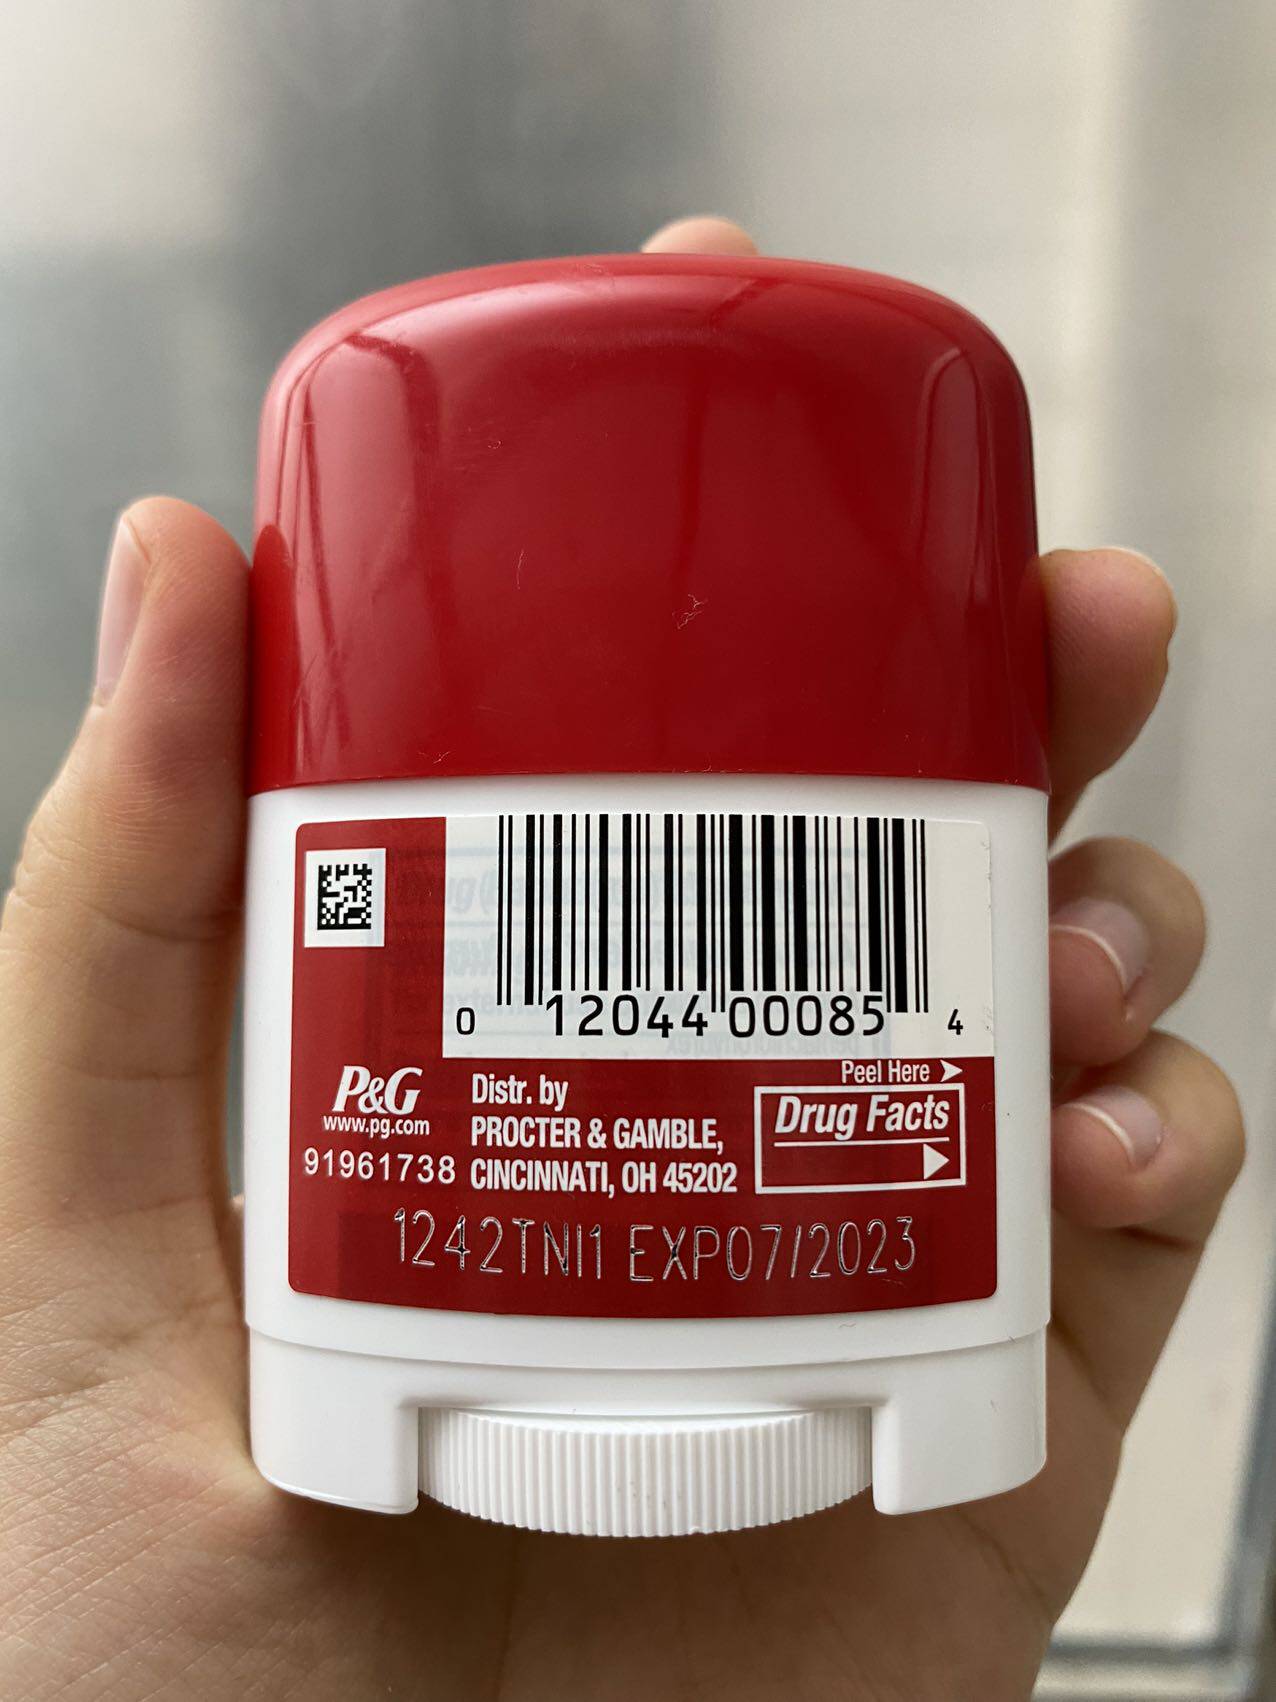 0 12044 00085 4
Peel Here
P&G
www.pg.com
91961738
Distr. by
PROCTER & GAMBLE,
CINCINNATI, OH 45202
Drug Facts
1242TNI1 EXP07/2023